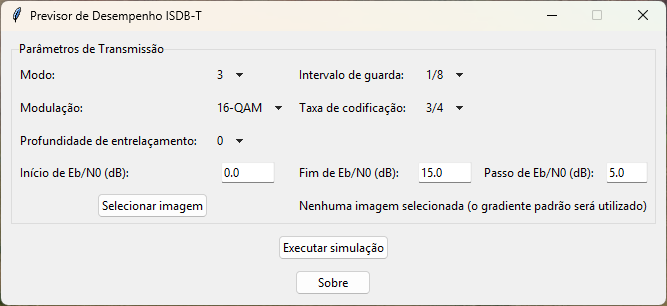 Previsor de Desempenho ISDB-T
Parâmetros de Transmissão
Modo: 3 Intervalo de guarda: 1/8
Modulação: 16-QAM Taxa de codificação: 3/4
Profundidade de entrelaçamento: 0
Início de Eb/N0 (dB): 0.0 Fim de Eb/N0 (dB): 15.0 Passo de Eb/N0 (dB): 5.0
Selecionar imagem Nenhuma imagem selecionada (o gradiente padrão será utilizado)
Executar simulação
Sobre